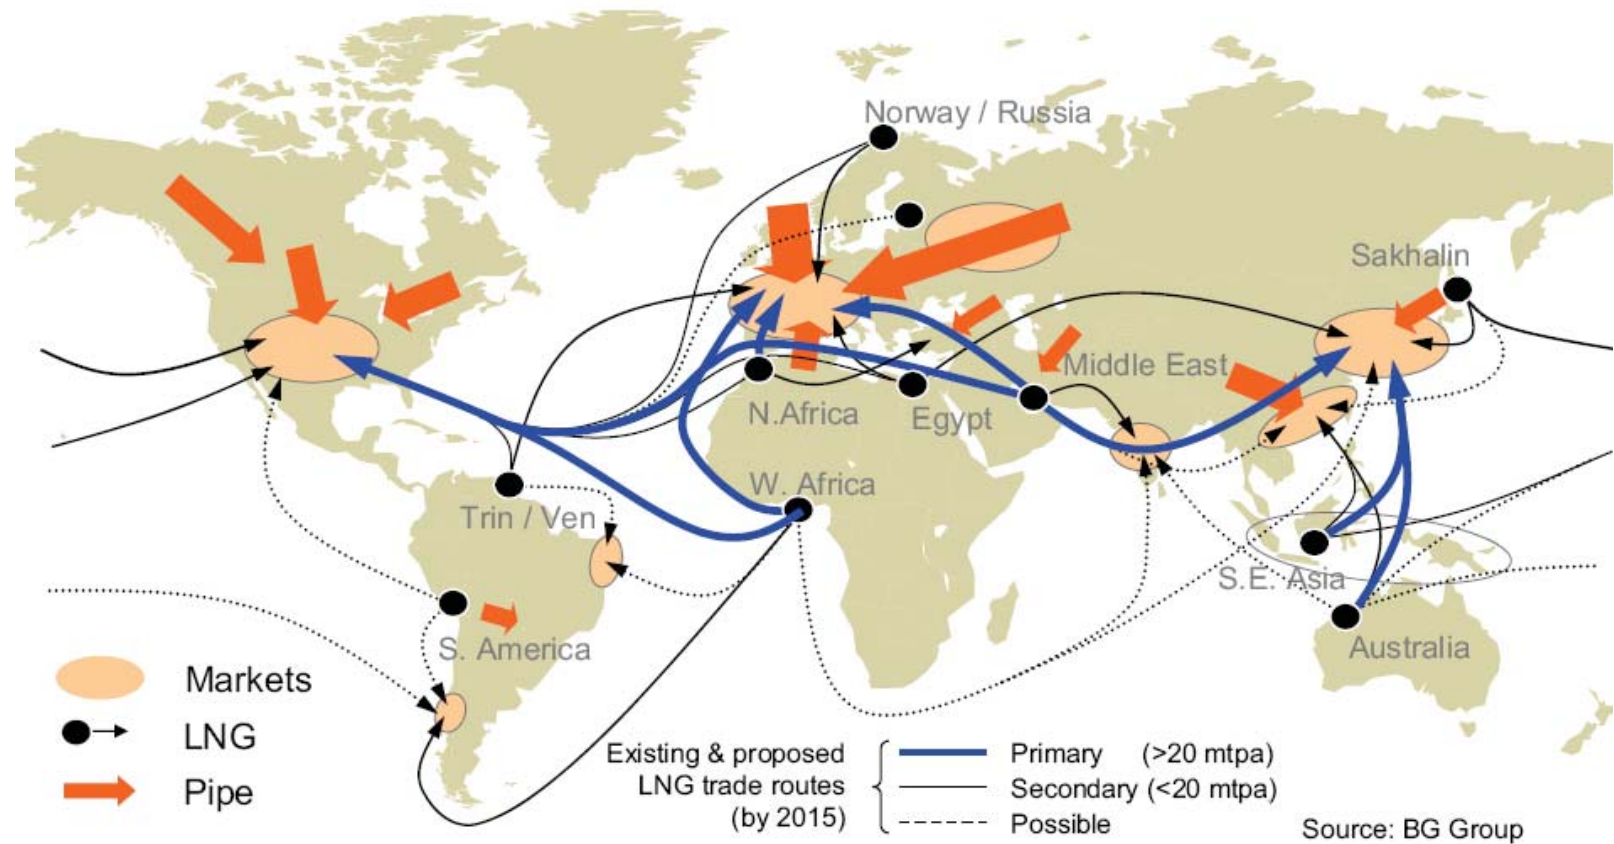 Norway / Russia
Sakhalin
Middle East
N.Africa
Egypt
W. Africa
Trin / Ven
S.E. Asia
S. America
Australia
Markets
LNG
Pipe
Existing & proposed
LNG trade routes
(by 2015)
Primary (>20 mtpa)
Secondary (<20 mtpa)
Possible
Source: BG Group